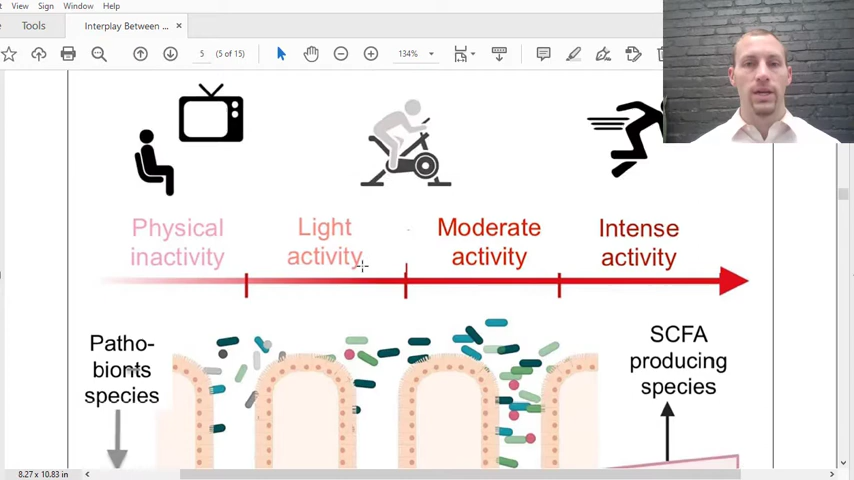 View Sign Window Help
Tools
Interplay Between ... ×
5 (5 of 15)
134%
Physical
inactivity
Light
activity
Moderate
activity
Intense
activity
Patho-
bionts
species
SCFA
producing
species
8.27 x 10.83 in